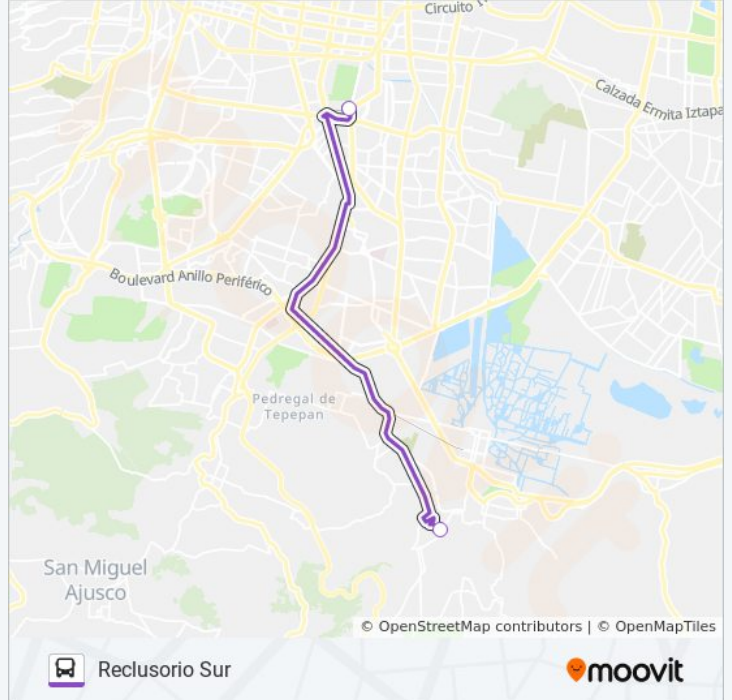 Circuito I
Calzada Ermita Iztapa
Boulevard Anillo Periférico
Pedregal de
Tepepan
San Miguel
Ajusco
© OpenStreetMap contributors | © OpenMapTiles
Reclusorio Sur
moovit